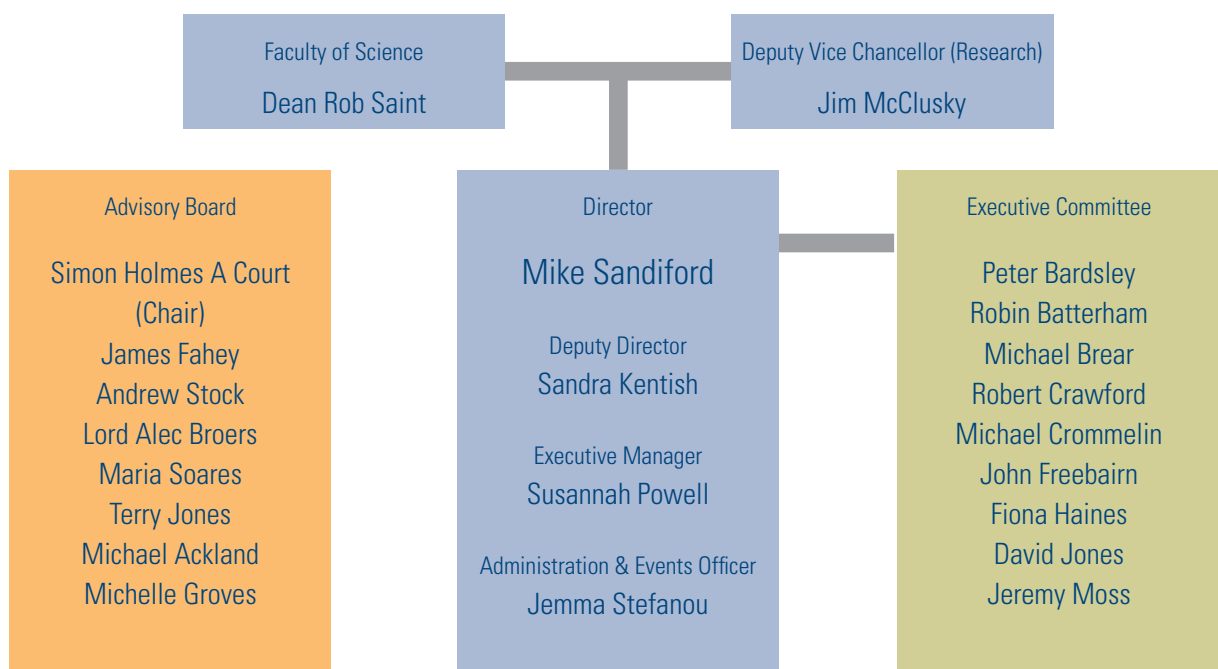 Faculty of Science
Dean Rob Saint
Deputy Vice Chancellor (Research)
Jim McClusky
Advisory Board
Simon Holmes A Court
(Chair)
James Fahey
Andrew Stock
Lord Alec Broers
Maria Soares
Terry Jones
Michael Ackland
Michelle Groves
Director
Mike Sandiford
Deputy Director
Sandra Kentish
Executive Manager
Susannah Powell
Administration & Events Officer
Jemma Stefanou
Executive Committee
Peter Bardsley
Robin Batterham
Michael Brear
Robert Crawford
Michael Crommelin
John Freebairn
Fiona Haines
David Jones
Jeremy Moss